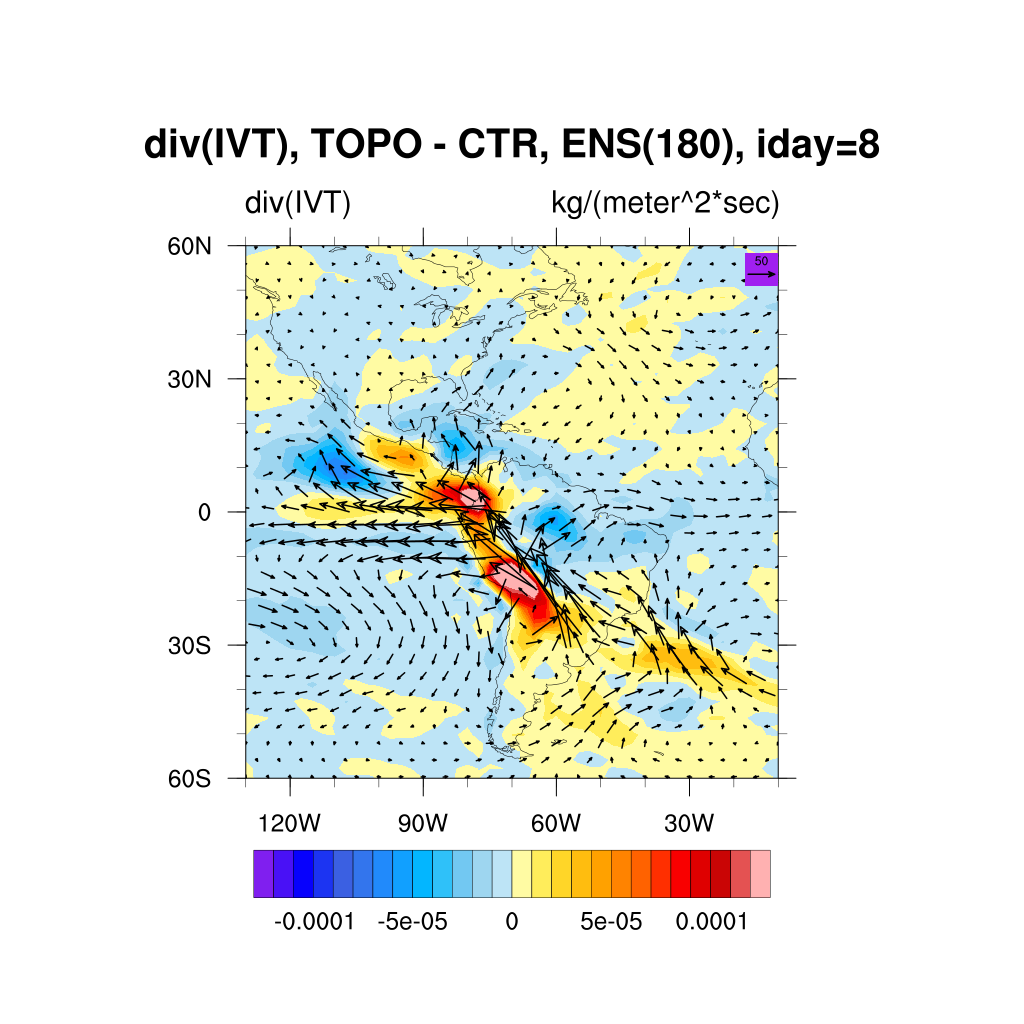 div(IVT), TOPO - CTR, ENS(180), iday=8
div(IVT) kg/(meter^2*sec)
60N
50
30N
0
30S
60S
120W 90W 60W 30W
-0.0001 -5e-05 0 5e-05 0.0001